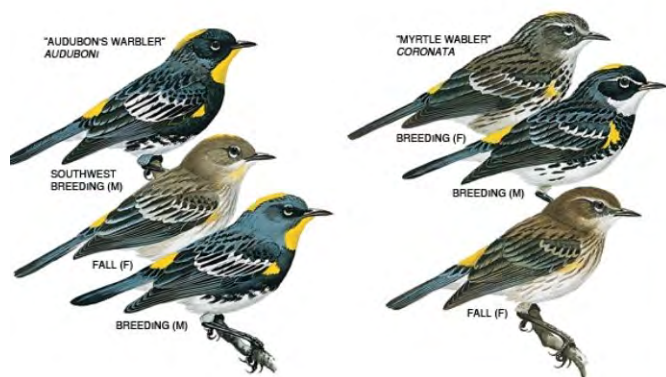 "AUDUBON'S WARBLER"
AUDUBONI
SOUTHWEST
BREEDING (M)
FALL (F)
BREEDING (M)
"MYRTLE WABLER"
CORONATA
BREEDING (F)
BREEDING (M)
FALL (F)